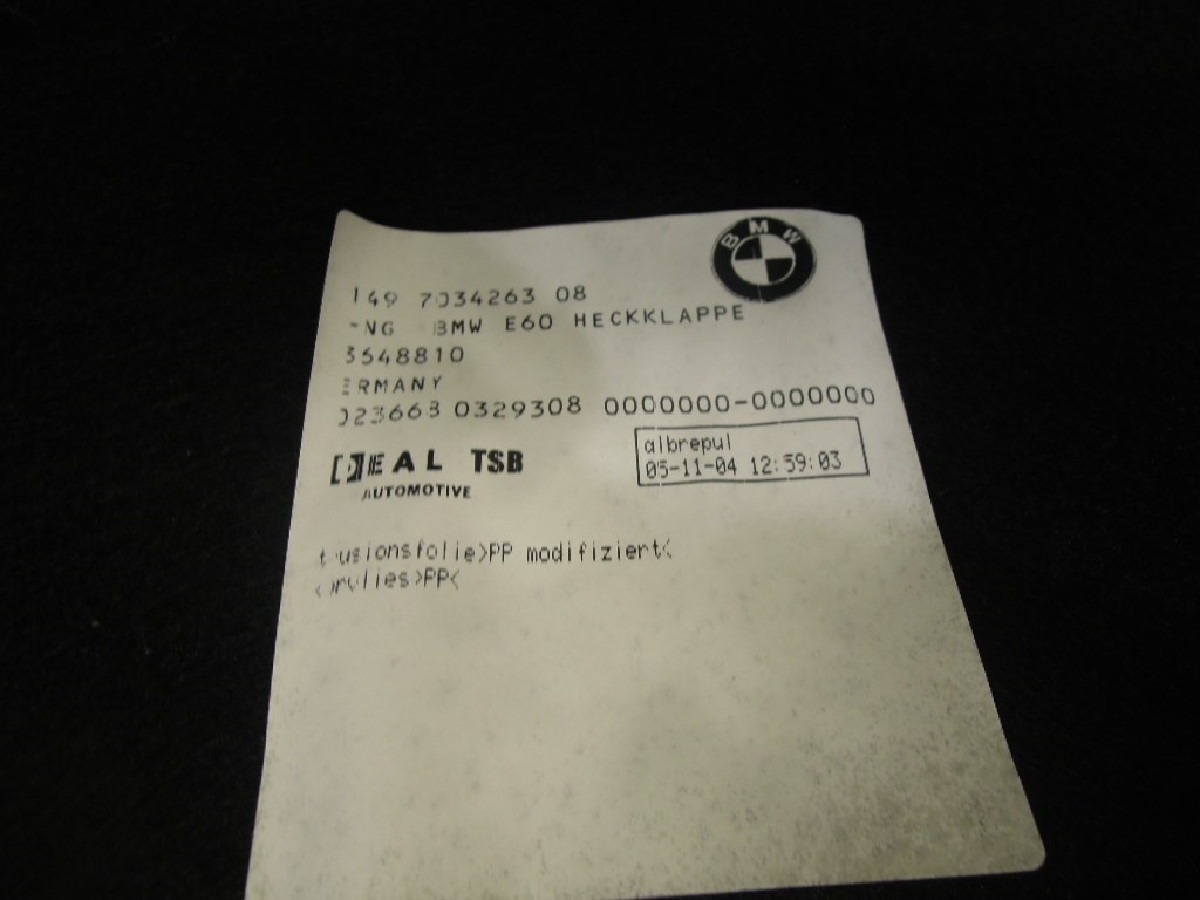 BMW
149 7034263 08
BMW E60 HECKKLAPPE
3548810
ERMANY
023663 0329308 0000000-0000000
albrepul
05-11-04 12:59:03
TSB
AUTOMOTIVE
PP modifiziert<
>PP<